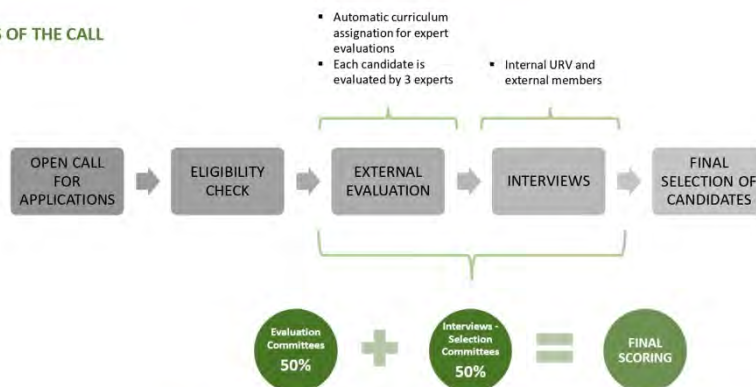 OF THE CALL
▪ Automatic curriculum
assignation for expert
evaluations
▪ Each candidate is
evaluated by 3 experts
▪ Internal URV and
external members
OPEN CALL
FOR
APPLICATIONS
ELIGIBILITY
CHECK
EXTERNAL
EVALUATION
INTERVIEWS
FINAL
SELECTION OF
CANDIDATES
Evaluation
Committees
50%
+
Interviews -
Selection
Committees
50%
=
FINAL
SCORING